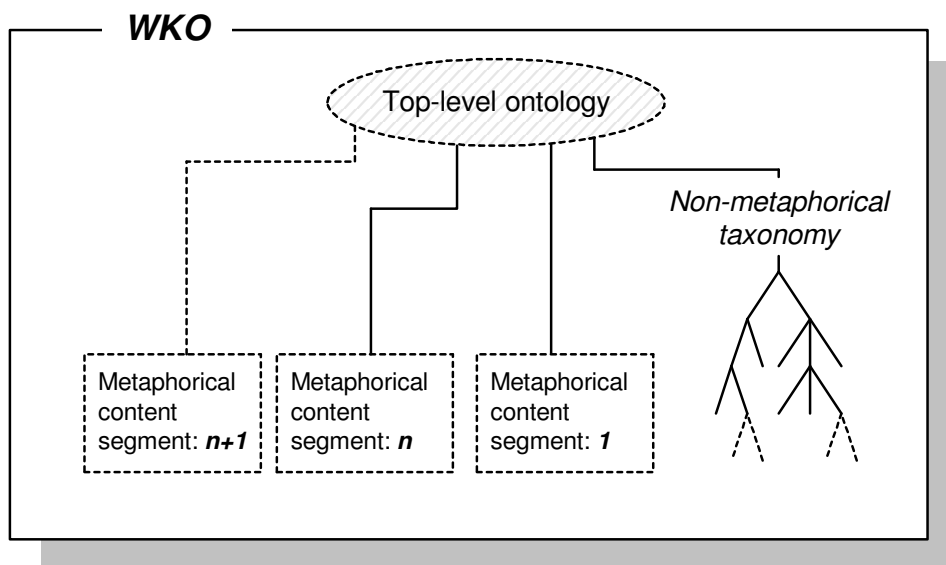 WKO
Top-level ontology
Non-metaphorical
taxonomy
Metaphorical
content
segment: n+1
Metaphorical
content
segment: n
Metaphorical
content
segment: 1